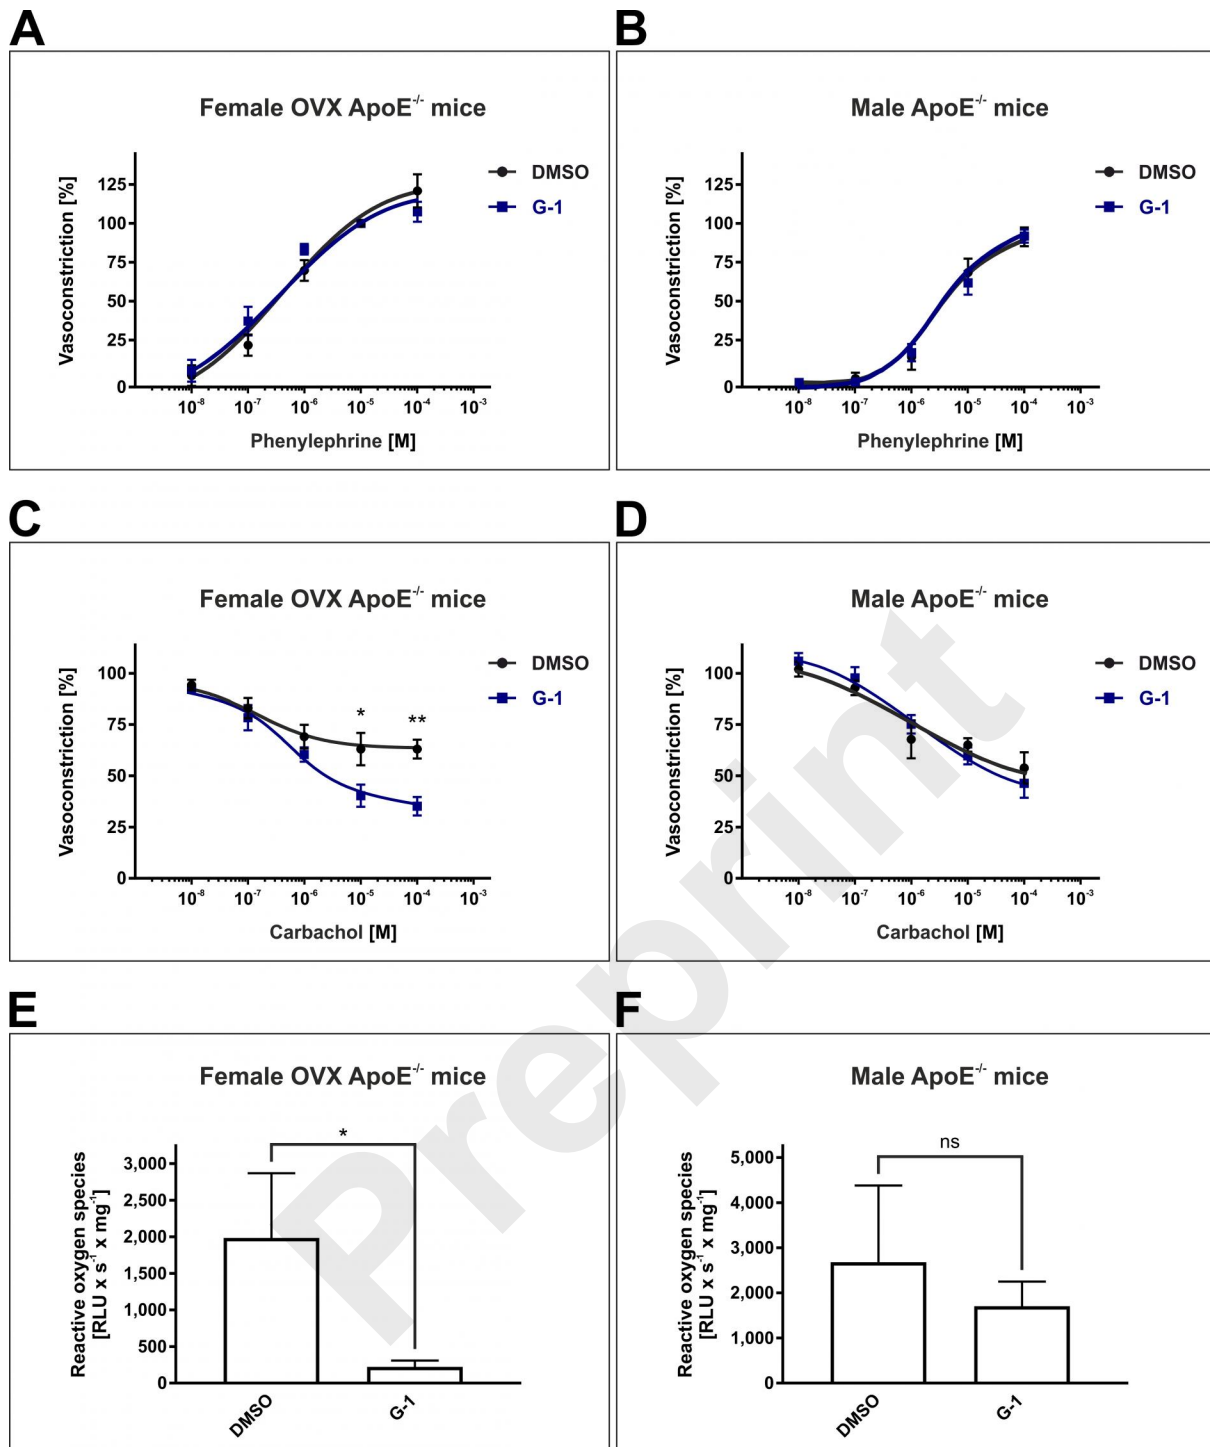 A
Female OVX ApoE⁻/⁻ mice
Vasoconstriction [%]
125
100
75
50
25
0
10⁻⁸ 10⁻⁷ 10⁻⁶ 10⁻⁵ 10⁻⁴ 10⁻³
Phenylephrine [M]
DMSO
G-1
B
Male ApoE⁻/⁻ mice
Vasoconstriction [%]
125
100
75
50
25
0
10⁻⁸ 10⁻⁷ 10⁻⁶ 10⁻⁵ 10⁻⁴ 10⁻³
Phenylephrine [M]
DMSO
G-1
C
Female OVX ApoE⁻/⁻ mice
Vasoconstriction [%]
100
75
50
25
0
* **
10⁻⁸ 10⁻⁷ 10⁻⁶ 10⁻⁵ 10⁻⁴ 10⁻³
Carbachol [M]
DMSO
G-1
D
Male ApoE⁻/⁻ mice
Vasoconstriction [%]
100
75
50
25
0
10⁻⁸ 10⁻⁷ 10⁻⁶ 10⁻⁵ 10⁻⁴ 10⁻³
Carbachol [M]
DMSO
G-1
E
Female OVX ApoE⁻/⁻ mice
Reactive oxygen species
[RLU x s⁻¹ x mg⁻¹]
3,000
2,500
2,000
1,500
1,000
500
0
*
DMSO G-1
F
Male ApoE⁻/⁻ mice
Reactive oxygen species
[RLU x s⁻¹ x mg⁻¹]
5,000
4,000
3,000
2,000
1,000
0
ns
DMSO G-1
Preprint